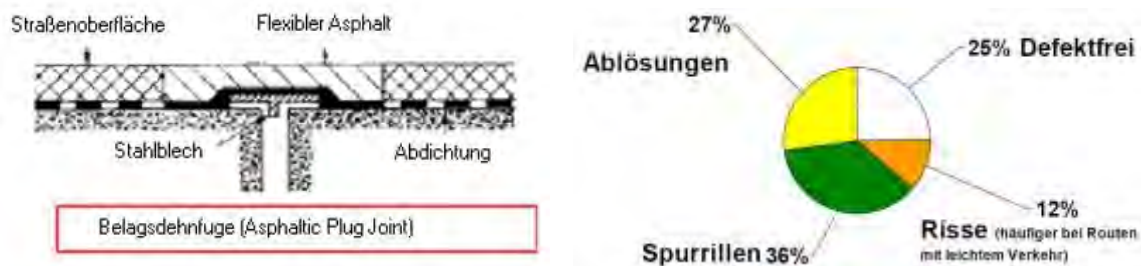 Straßenoberfläche
Flexibler Asphalt
Stahlblech
Abdichtung
Belagsdehnfuge (Asphaltic Plug Joint)
27%
Ablösungen
25% Defektfrei
12%
Risse (häufiger bei Routen
mit leichtem Verkehr)
Spurrillen 36%